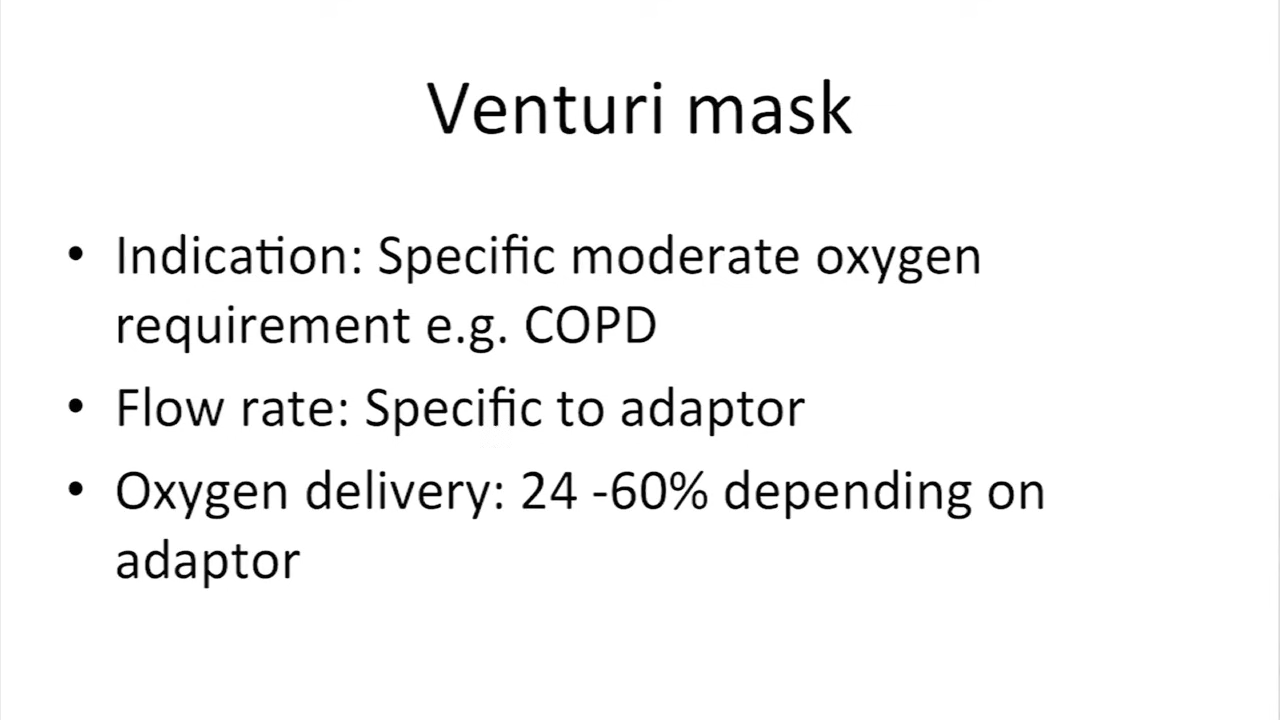 Venturi mask
• Indication: Specific moderate oxygen
requirement e.g. COPD
• Flow rate: Specific to adaptor
• Oxygen delivery: 24 -60% depending on
adaptor